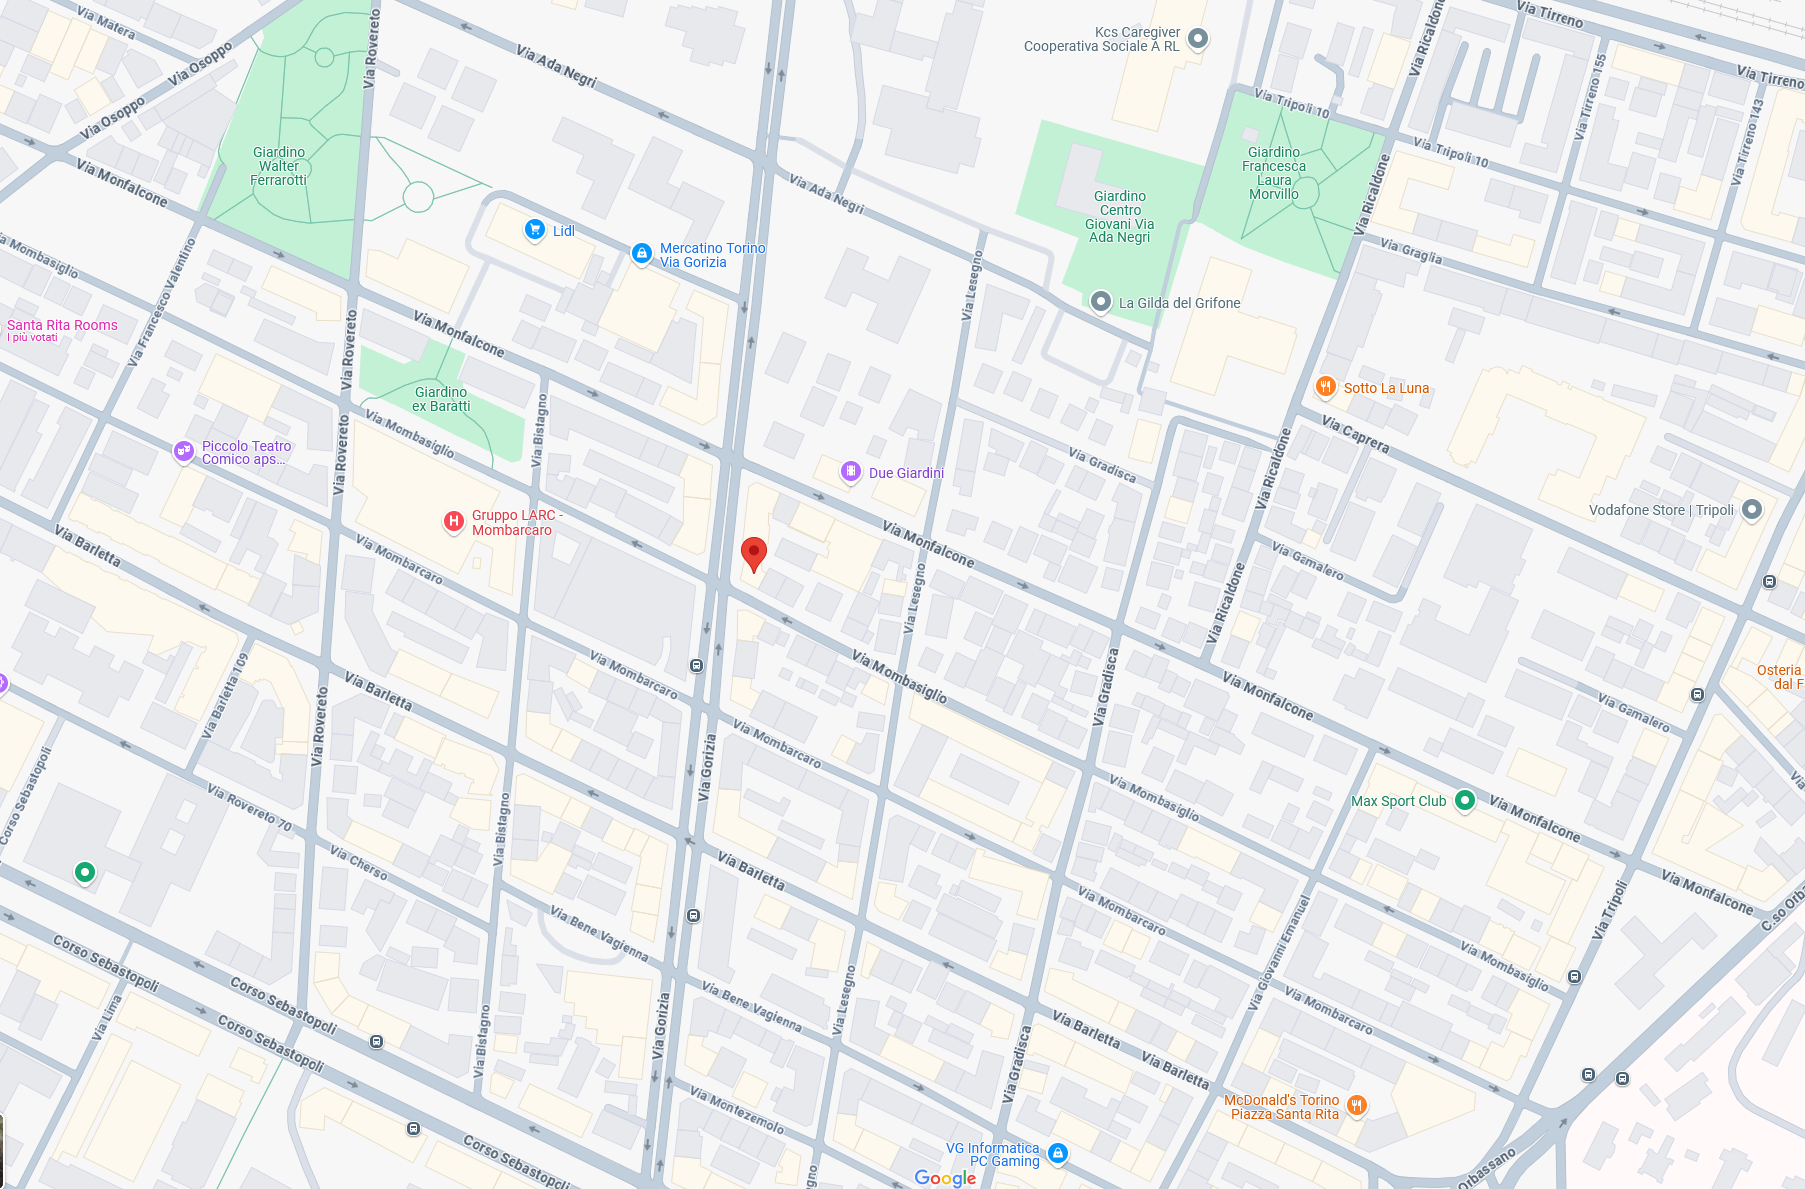 Via Matera
Via Osoppo
Via Osoppo
Via Rovereto
Via Ada Negri
Kcs Caregiver
Cooperativa Sociale A RL
Via Ricaldone
Via Tirreno
Via Tirreno
Via Tirreno 155
Via Tirreno 143
Via Tripoli 10
Via Tripoli 10
Giardino
Walter
Ferrarotti
Via Monfalcone
Via Ada Negri
Giardino
Francesca
Laura
Morvillo
Giardino
Centro
Giovani Via
Ada Negri
Via Ricaldone
Via Graglia
Lidl
Mercatino Torino
Via Gorizia
Via Mombasiglio
Via Francesco Valentino
Via Lesegno
La Gilda del Grifone
Santa Rita Rooms
I più votati
Via Rovereto
Via Monfalcone
Giardino
ex Baratti
Sotto La Luna
Via Caprera
Via Mombasiglio
Via Bistagno
Piccolo Teatro
Comico aps...
Via Rovereto
Due Giardini
Via Gradisca
Via Ricaldone
Vodafone Store | Tripoli
Gruppo LARC -
Mombarcaro
Via Barletta
Via Mombarcaro
Via Monfalcone
Via Gamalero
Via Lesegno
Via Ricaldone
Via Barletta 109
Via Barletta
Via Mombarcaro
Via Mombasiglio
Via Gradisca
Via Monfalcone
Via Gamalero
Osteria
dal F
Via Rovereto
Via Gorizia
Via Mombarcaro
Corso Sebastopoli
Via Rovereto 70
Via Bistagno
Via Mombasiglio
Max Sport Club
Via Monfalcone
Via Cherso
Via Barletta
Via Mombarcaro
Via Giovanni Emanuel
Via Tripoli
Via Monfalcone
C.so Orba
Via Bene Vagienna
Via Mombasiglio
Corso Sebastopoli
Corso Sebastopoli
Via Lima
Via Gorizia
Via Bene Vagienna
Via Lesegno
Via Mombarcaro
Corso Sebastopoli
Via Bistagno
Via Gradisca
Via Barletta
Via Barletta
Via Montezemolo
McDonald's Torino
Piazza Santa Rita
Corso Sebastopoli
VG Informatica
PC Gaming
Orbassano
Google